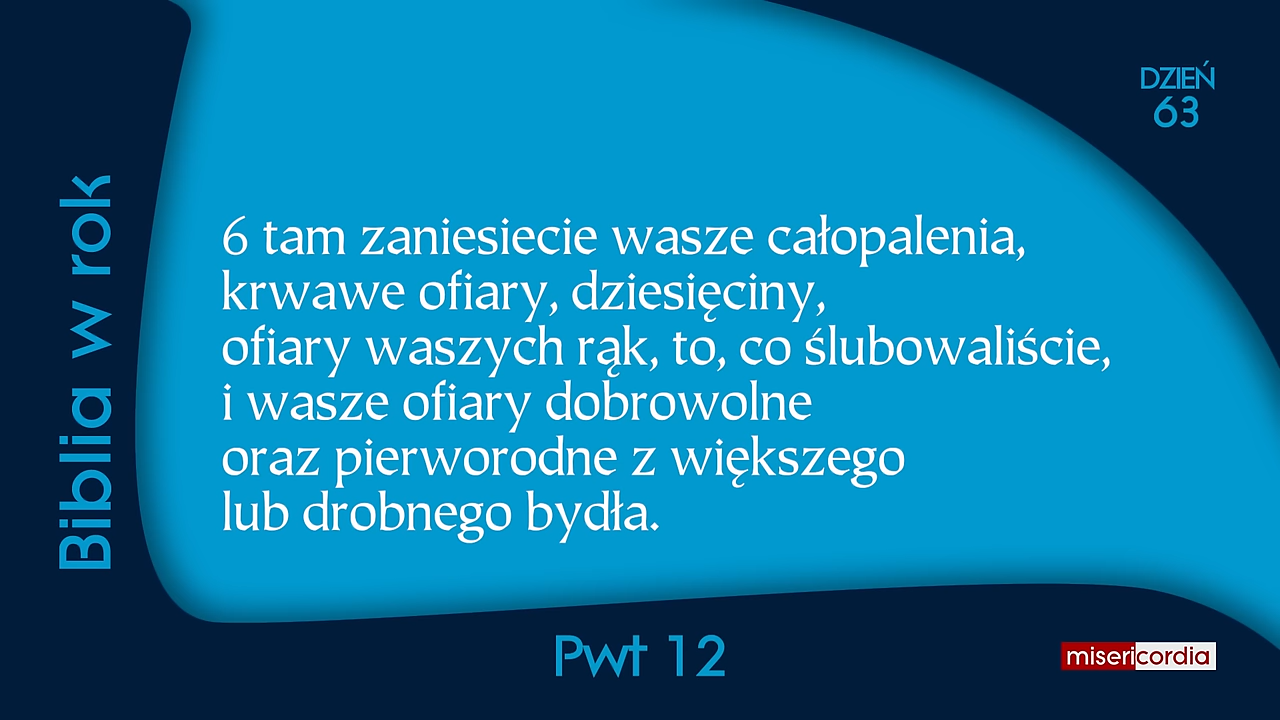 DZIEŃ
63
Biblia w rok
6 tam zaniesiecie wasze całopalenia,
krwawe ofiary, dziesięciny,
ofiary waszych rąk, to, co ślubowaliście,
i wasze ofiary dobrowolne
oraz pierworodne z większego
lub drobnego bydła.
Pwt 12
misericordia